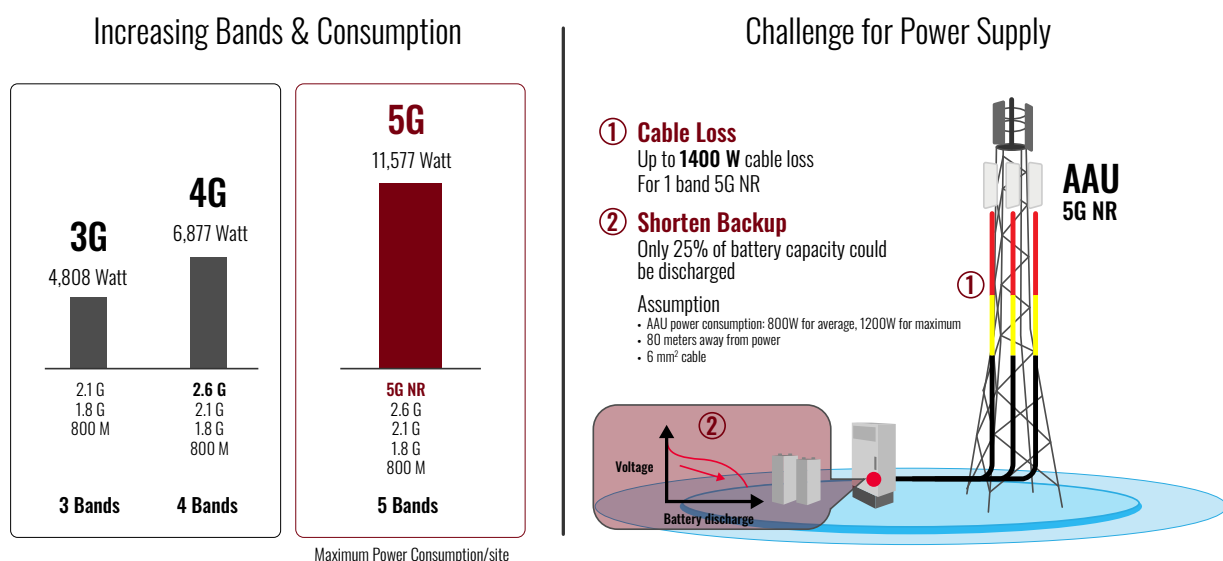 Increasing Bands & Consumption
3G
4,808 Watt
2.1 G
1.8 G
800 M
3 Bands
4G
6,877 Watt
2.6 G
2.1 G
1.8 G
800 M
4 Bands
5G
11,577 Watt
5G NR
2.6 G
2.1 G
1.8 G
800 M
5 Bands
Maximum Power Consumption/site
Challenge for Power Supply
① Cable Loss
Up to 1400 W cable loss
For 1 band 5G NR
② Shorten Backup
Only 25% of battery capacity could
be discharged
Assumption
• AAU power consumption: 800W for average, 1200W for maximum
• 80 meters away from power
• 6 mm² cable
AAU
5G NR
①
②
Voltage
Battery discharge